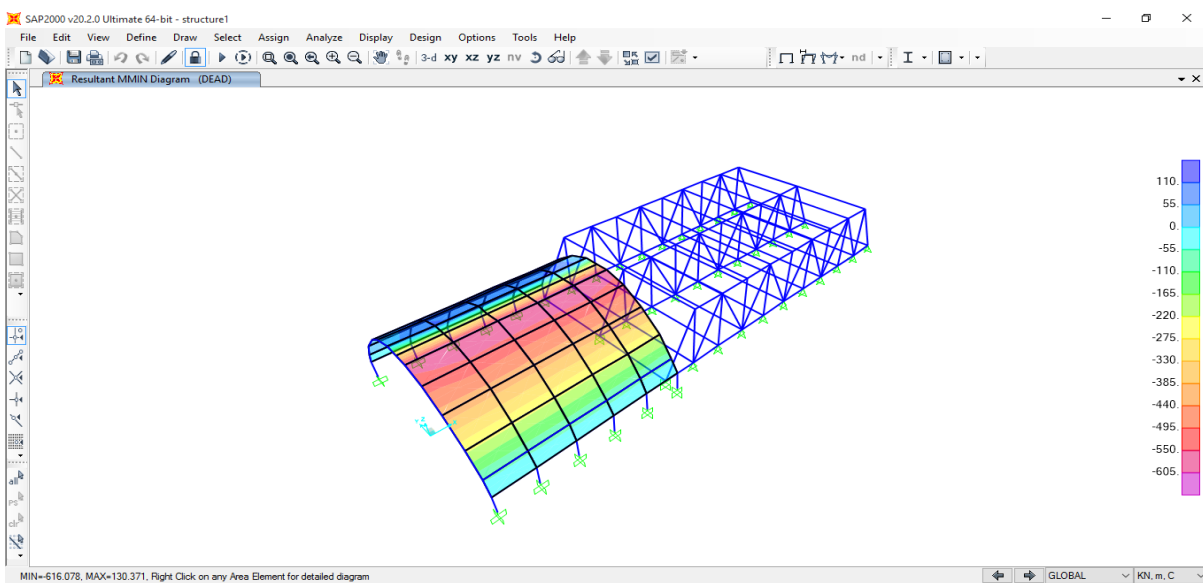 SAP2000 v20.2.0 Ultimate 64-bit - structure1
File Edit View Define Draw Select Assign Analyze Display Design Options Tools Help
3-d xy xz yz nv nd
Resultant MMIN Diagram (DEAD)
110.
55.
0.
-55.
-110.
-165.
-220.
-275.
-330.
-385.
-440.
-495.
-550.
-605.
all
ps
clr
MIN=-616.078, MAX=130.371, Right Click on any Area Element for detailed diagram
GLOBAL KN, m, C